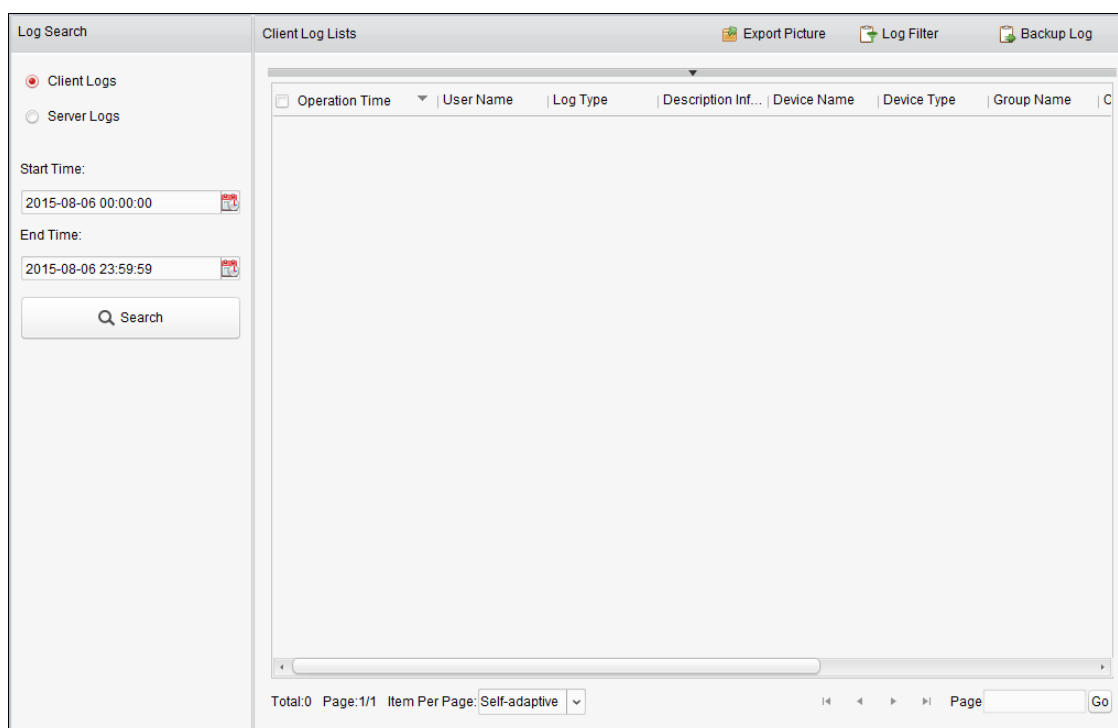 Log Search
Client Log Lists
Export Picture
Log Filter
Backup Log
Client Logs
Server Logs
Start Time:
2015-08-06 00:00:00
End Time:
2015-08-06 23:59:59
Search
Operation Time User Name Log Type Description Inf... Device Name Device Type Group Name
Total:0 Page:1/1 Item Per Page: Self-adaptive Page Go